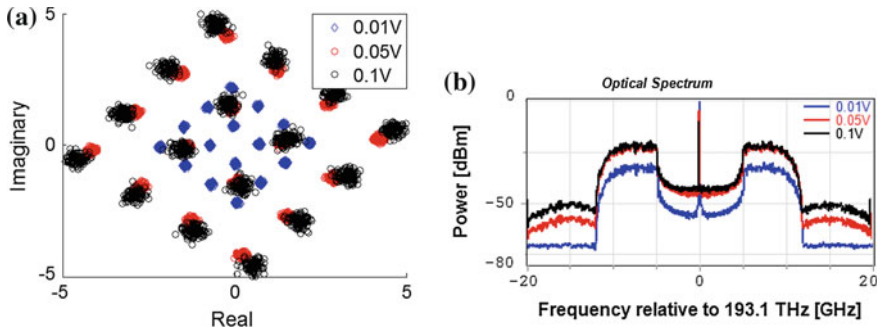 (a)
5
0.01V
0.05V
0.1V
Imaginary
0
-5
-5
0
5
Real
(b)
Optical Spectrum
0
0.01V
0.05V
0.1V
Power [dBm]
−50
−80
−20
0
20
Frequency relative to 193.1 THz [GHz]